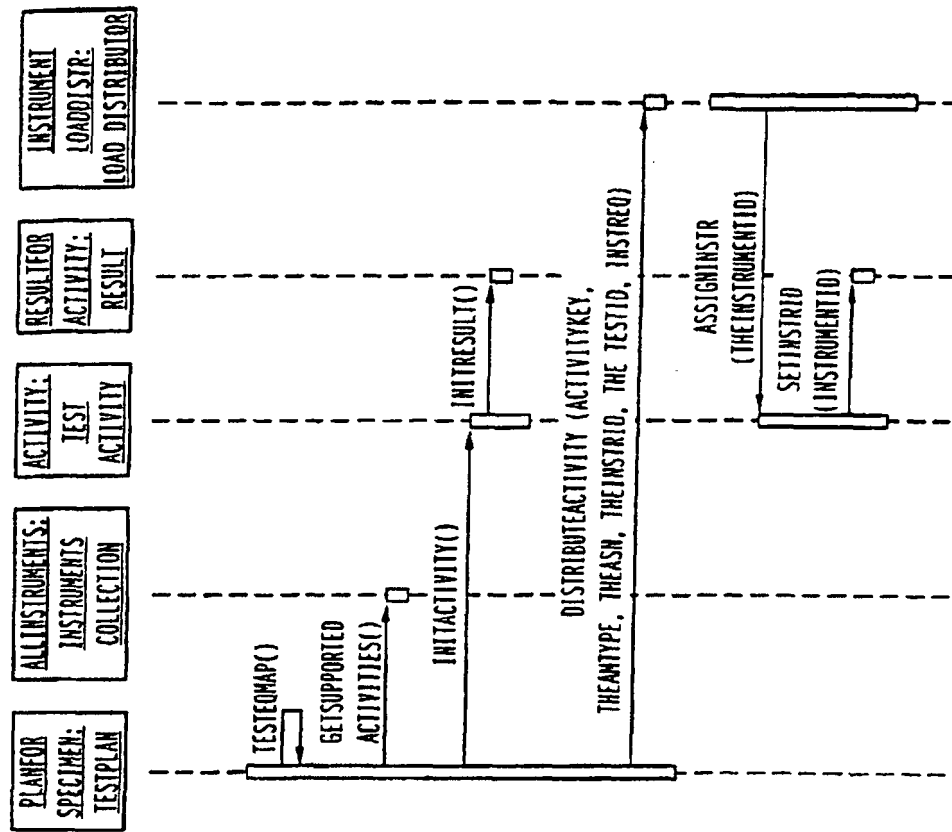 PLANFOR
SPECIMEN:
TESTPLAN
ALLINSTRUMENTS:
INSTRUMENTS
COLLECTION
ACTIVITY:
TEST
ACTIVITY
RESULTFOR
ACTIVITY:
RESULT
INSTRUMENT
LOADDISTR:
LOAD DISTRIBUTOR
TESTEQMAP()
GETSUPPORTED
ACTIVITIES()
INITACTIVITY()
INITRESULT()
DISTRIBUTEACTIVITY (ACTIVITYKEY,
THEAMTYPE, THEASN, THEINSTRID, THE TESTID, INSTREQ)
ASSIGNINSTR
(THEINSTRUMENTID)
SETINSTRID
(INSTRUMENTID)